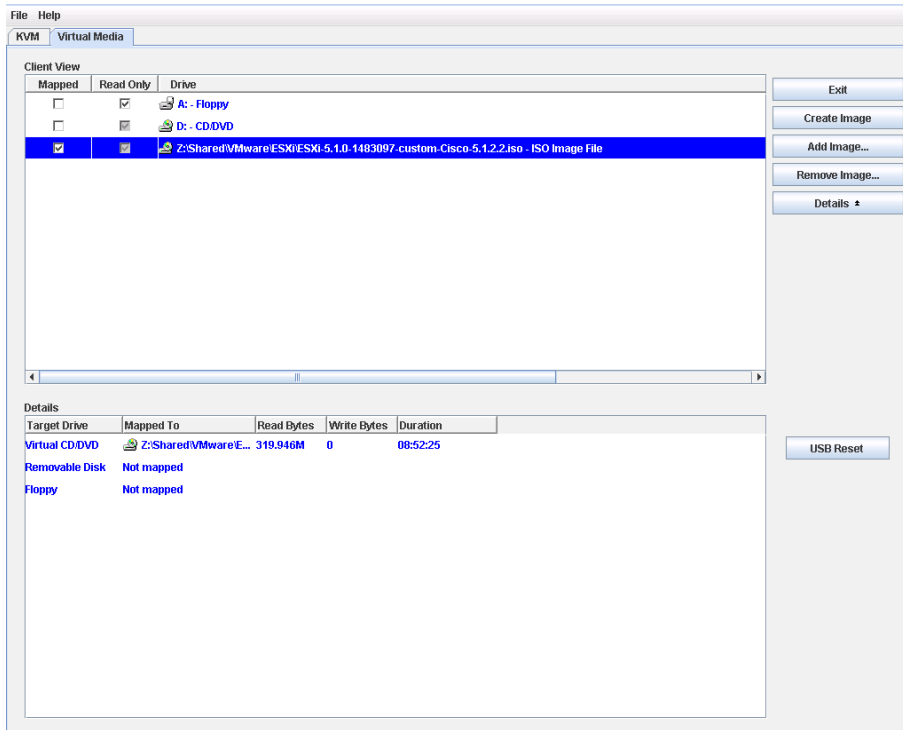 File Help
KVM Virtual Media
Client View
Mapped Read Only Drive
A: - Floppy
D: - CD/DVD
Z:\Shared\VMware\ESXi\ESXi-5.1.0-1483097-custom-Cisco-5.1.2.2.iso - ISO Image File
Exit
Create Image
Add Image...
Remove Image...
Details
Details
Target Drive Mapped To Read Bytes Write Bytes Duration
Virtual CD/DVD Z:\Shared\VMware\E... 319.946M 0 08:52:25
Removable Disk Not mapped
Floppy Not mapped
USB Reset